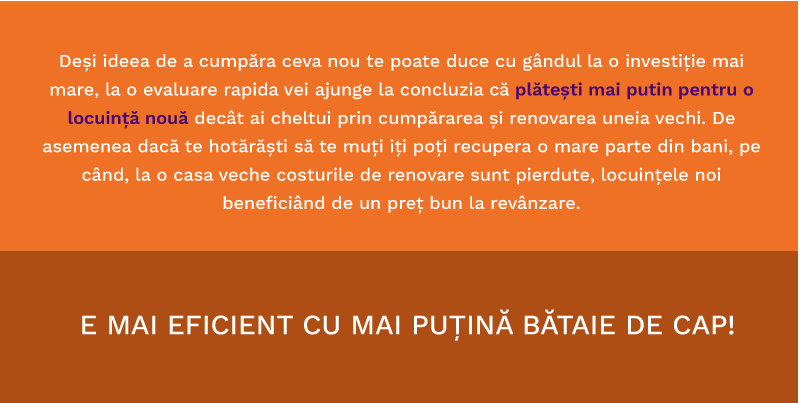 Deși ideea de a cumpăra ceva nou te poate duce cu gândul la o investiție mai
mare, la o evaluare rapida vei ajunge la concluzia că plătești mai putin pentru o
locuință nouă decât ai cheltui prin cumpărarea și renovarea uneia vechi. De
asemenea dacă te hotărăști să te muți iți poți recupera o mare parte din bani, pe
când, la o casa veche costurile de renovare sunt pierdute, locuințele noi
beneficiând de un preț bun la revânzare.
E MAI EFICIENT CU MAI PUȚINĂ BĂTAIE DE CAP!